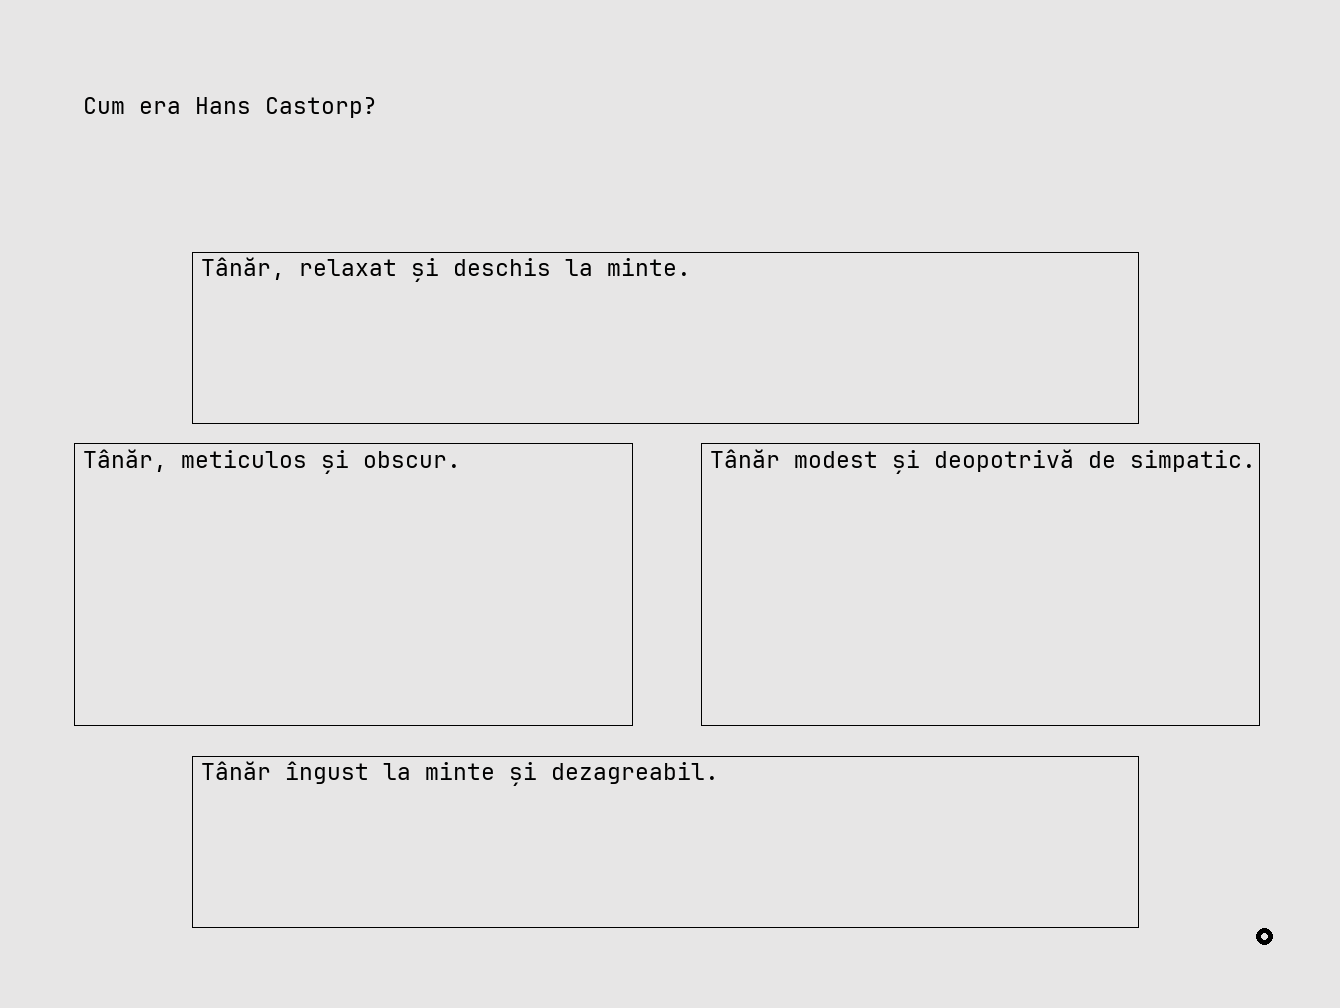 Cum era Hans Castorp?
Tânăr, relaxat și deschis la minte.
Tânăr, meticulos și obscur.
Tânăr modest și deopotrivă de simpatic.
Tânăr îngust la minte și dezagreabil.